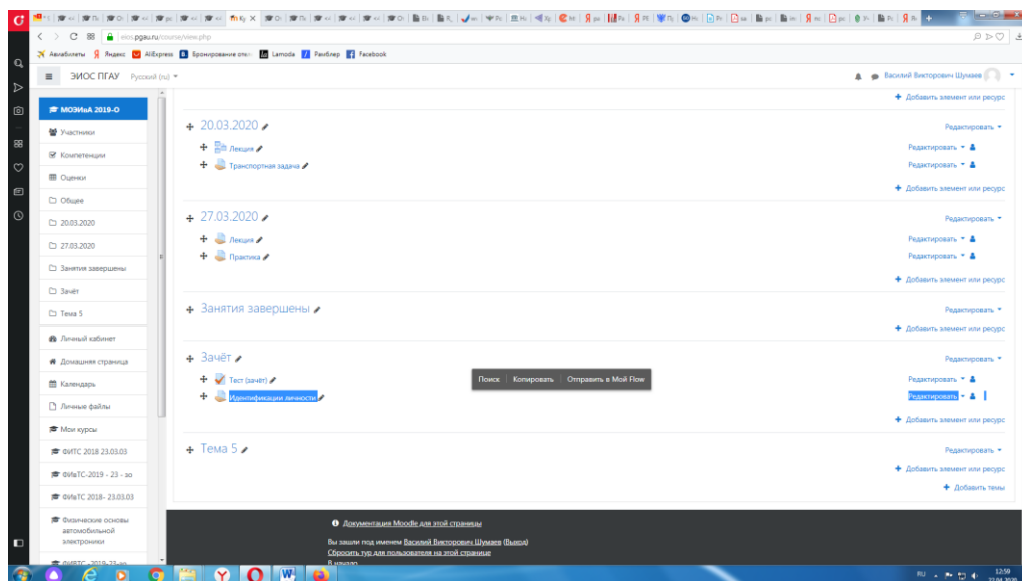 eios.pgau.ru/course/view.php
Авиабилеты Яндекс AliExpress Бронирование отел Lamoda Рамблер Facebook
ЭИОС ПГАУ Русский (ru) Василий Викторович Шумаев
МОЭИиА 2019-О
Участники
Компетенции
Оценки
Общее
20.03.2020
27.03.2020
Занятия завершены
Зачёт
Тема 5
Личный кабинет
Домашняя страница
Календарь
Личные файлы
Мои курсы
ФИТС 2018 23.03.03
ФИвТС-2019 - 23 - зо
ФИвТС 2018- 23.03.03
Физические основы
автомобильной
электроники
Добавить элемент или ресурс
20.03.2020 Редактировать
Лекция Редактировать
Транспортная задача Редактировать
Добавить элемент или ресурс
27.03.2020 Редактировать
Лекция Редактировать
Практика Редактировать
Добавить элемент или ресурс
Занятия завершены Редактировать
Добавить элемент или ресурс
Зачёт Редактировать
Поиск Копировать Отправить в Мой Flow
Тест (зачёт) Редактировать
Идентификации личности Редактировать
Добавить элемент или ресурс
Тема 5 Редактировать
Добавить элемент или ресурс
Добавить темы
Документация Moodle для этой страницы
Вы зашли под именем Василий Викторович Шумаев (Выход)
Сбросить тур для пользователя на этой странице
В начало
RU 12:59